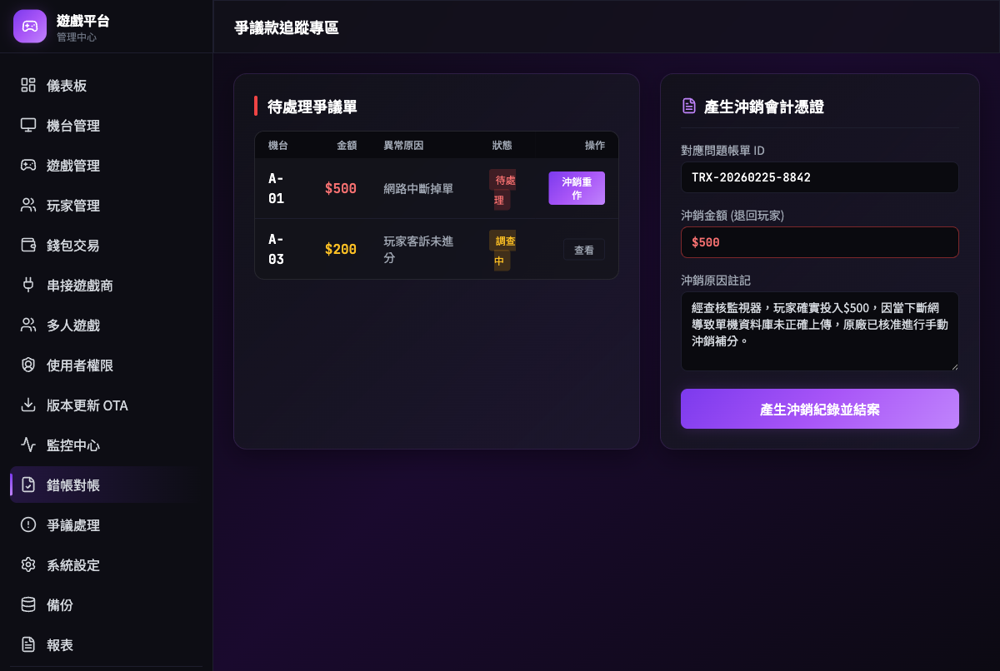 遊戲平台
管理中心
儀表板
機台管理
遊戲管理
玩家管理
錢包交易
串接遊戲商
多人遊戲
使用者權限
版本更新 OTA
監控中心
錯帳對帳
爭議處理
系統設定
備份
報表
爭議款追蹤專區
待處理爭議單
機台 金額 異常原因 狀態 操作
A-
01
$500
網路中斷掉單
待處
理
沖銷重
作
A-
03
$200
玩家客訴未進
分
調查
中
查看
產生沖銷會計憑證
對應問題帳單 ID
TRX-20260225-8842
沖銷金額 (退回玩家)
$500
沖銷原因註記
經查核監視器，玩家確實投入$500，因當下斷網
導致單機資料庫未正確上傳，原廠已核准進行手動
沖銷補分。
產生沖銷紀錄並結案